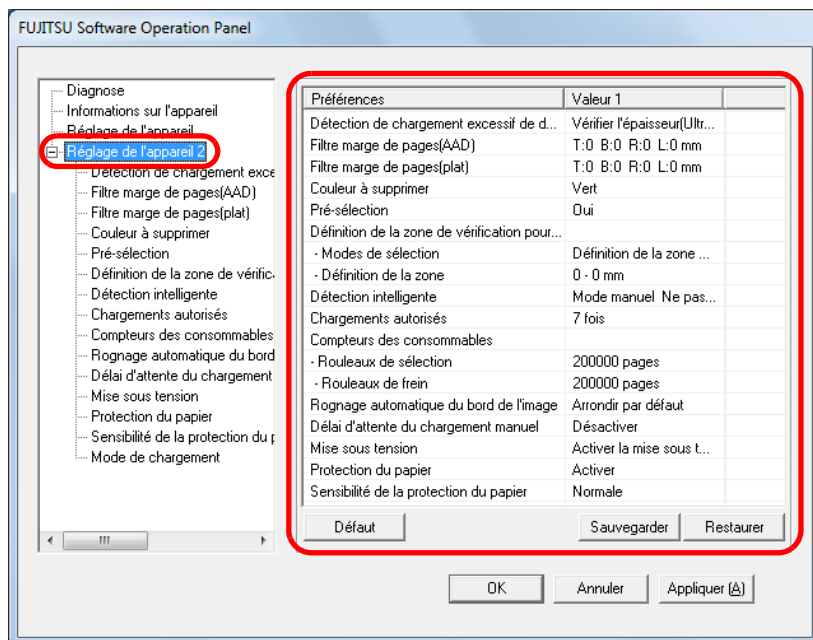 FUJITSU Software Operation Panel
Diagnose
Informations sur l'appareil
Réglage de l'appareil
Réglage de l'appareil 2
Détection de chargement exce
Filtre marge de pages(AAD)
Filtre marge de pages(plat)
Couleur à supprimer
Pré-sélection
Définition de la zone de vérific
Détection intelligente
Chargements autorisés
Compteurs des consommables
Rognage automatique du bord
Délai d'attente du chargement
Mise sous tension
Protection du papier
Sensibilité de la protection du p
Mode de chargement
Préférences Valeur 1
Détection de chargement excessif de d... Vérifier l'épaisseur(Ultr...
Filtre marge de pages(AAD) T:0 B:0 R:0 L:0 mm
Filtre marge de pages(plat) T:0 B:0 R:0 L:0 mm
Couleur à supprimer Vert
Pré-sélection Oui
Définition de la zone de vérification pour...
- Modes de sélection Définition de la zone ...
- Définition de la zone 0 - 0 mm
Détection intelligente Mode manuel Ne pas...
Chargements autorisés 7 fois
Compteurs des consommables
- Rouleaux de sélection 200000 pages
- Rouleaux de frein 200000 pages
Rognage automatique du bord de l'image Arrondir par défaut
Délai d'attente du chargement manuel Désactiver
Mise sous tension Activer la mise sous t...
Protection du papier Activer
Sensibilité de la protection du papier Normale
Défaut Sauvegarder Restaurer
OK Annuler Appliquer (A)